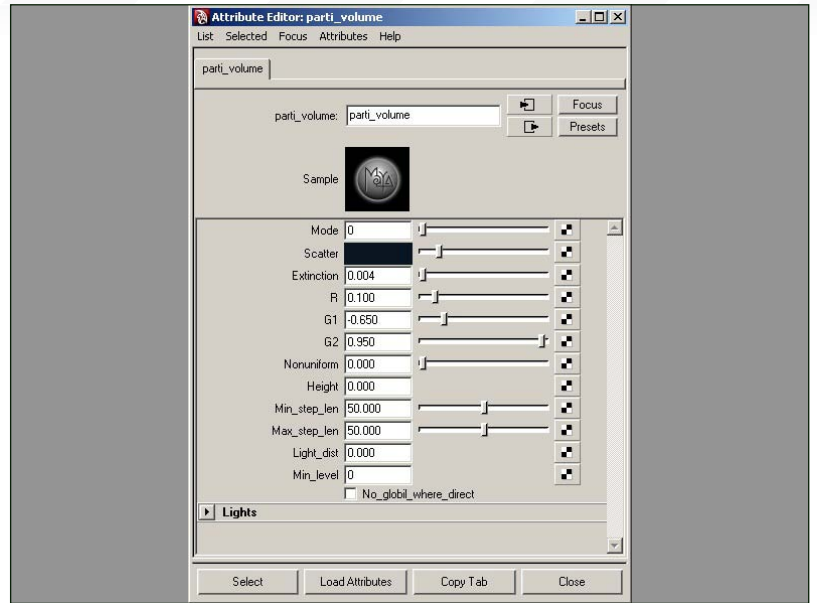 Attribute Editor: parti_volume
List Selected Focus Attributes Help
parti_volume
parti_volume: parti_volume
Focus
Presets
Sample
MAYA
Mode 0
Scatter
Extinction 0.004
R 0.100
G1 -0.650
G2 0.950
Nonuniform 0.000
Height 0.000
Min_step_len 50.000
Max_step_len 50.000
Light_dist 0.000
Min_level 0
No_globil_where_direct
Lights
Select Load Attributes Copy Tab Close